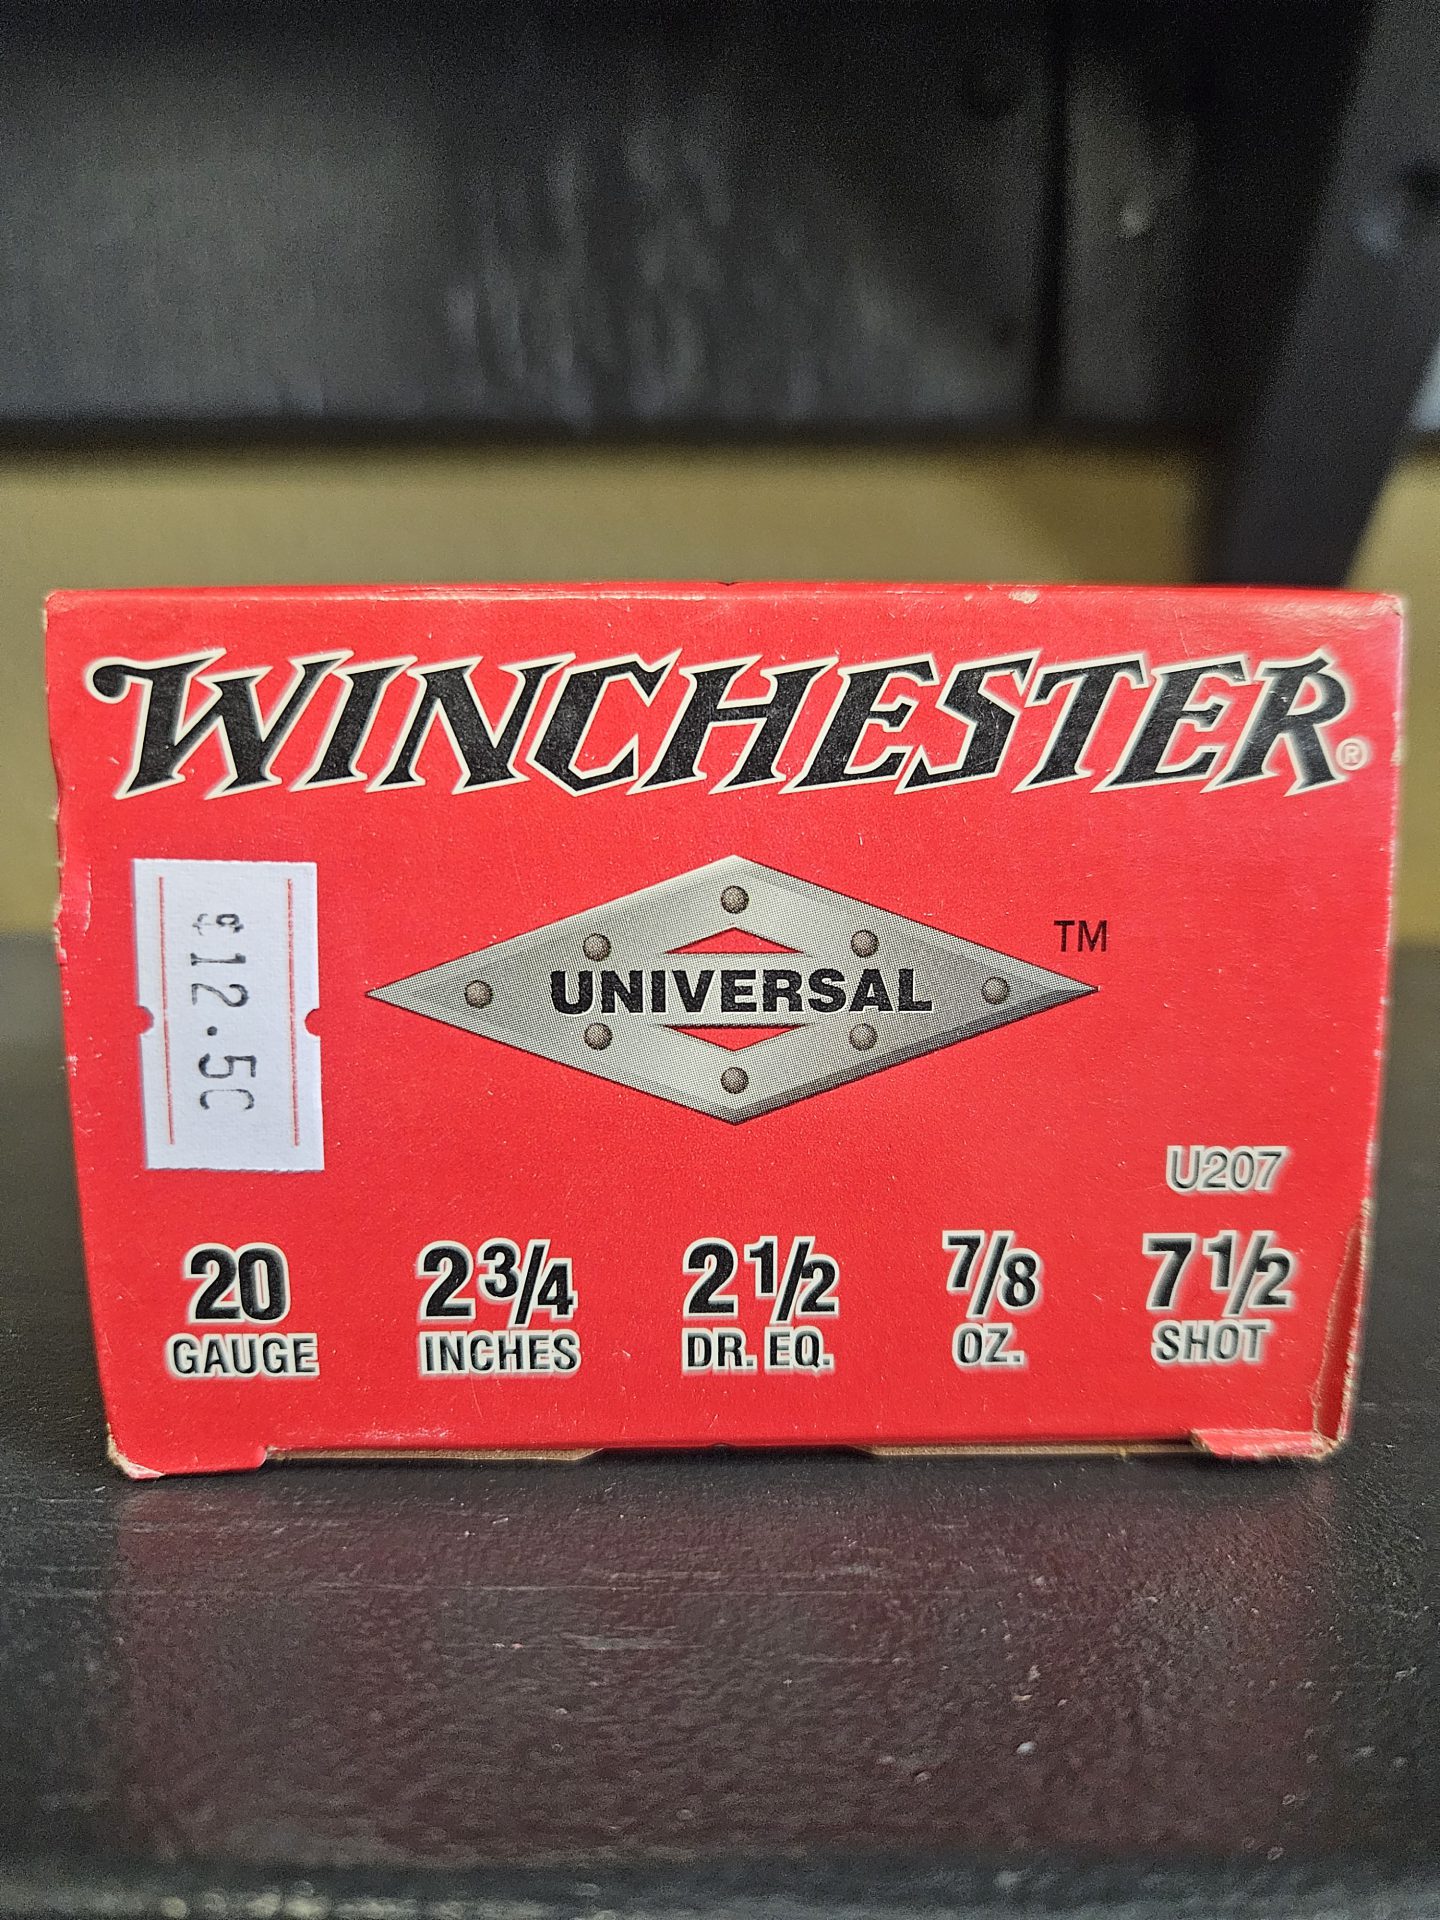 WINCHESTER®
$12.50
UNIVERSAL
TM
U207
20 2 3/4 2 1/2 7/8 7 1/2
GAUGE INCHES DR. EQ. OZ. SHOT